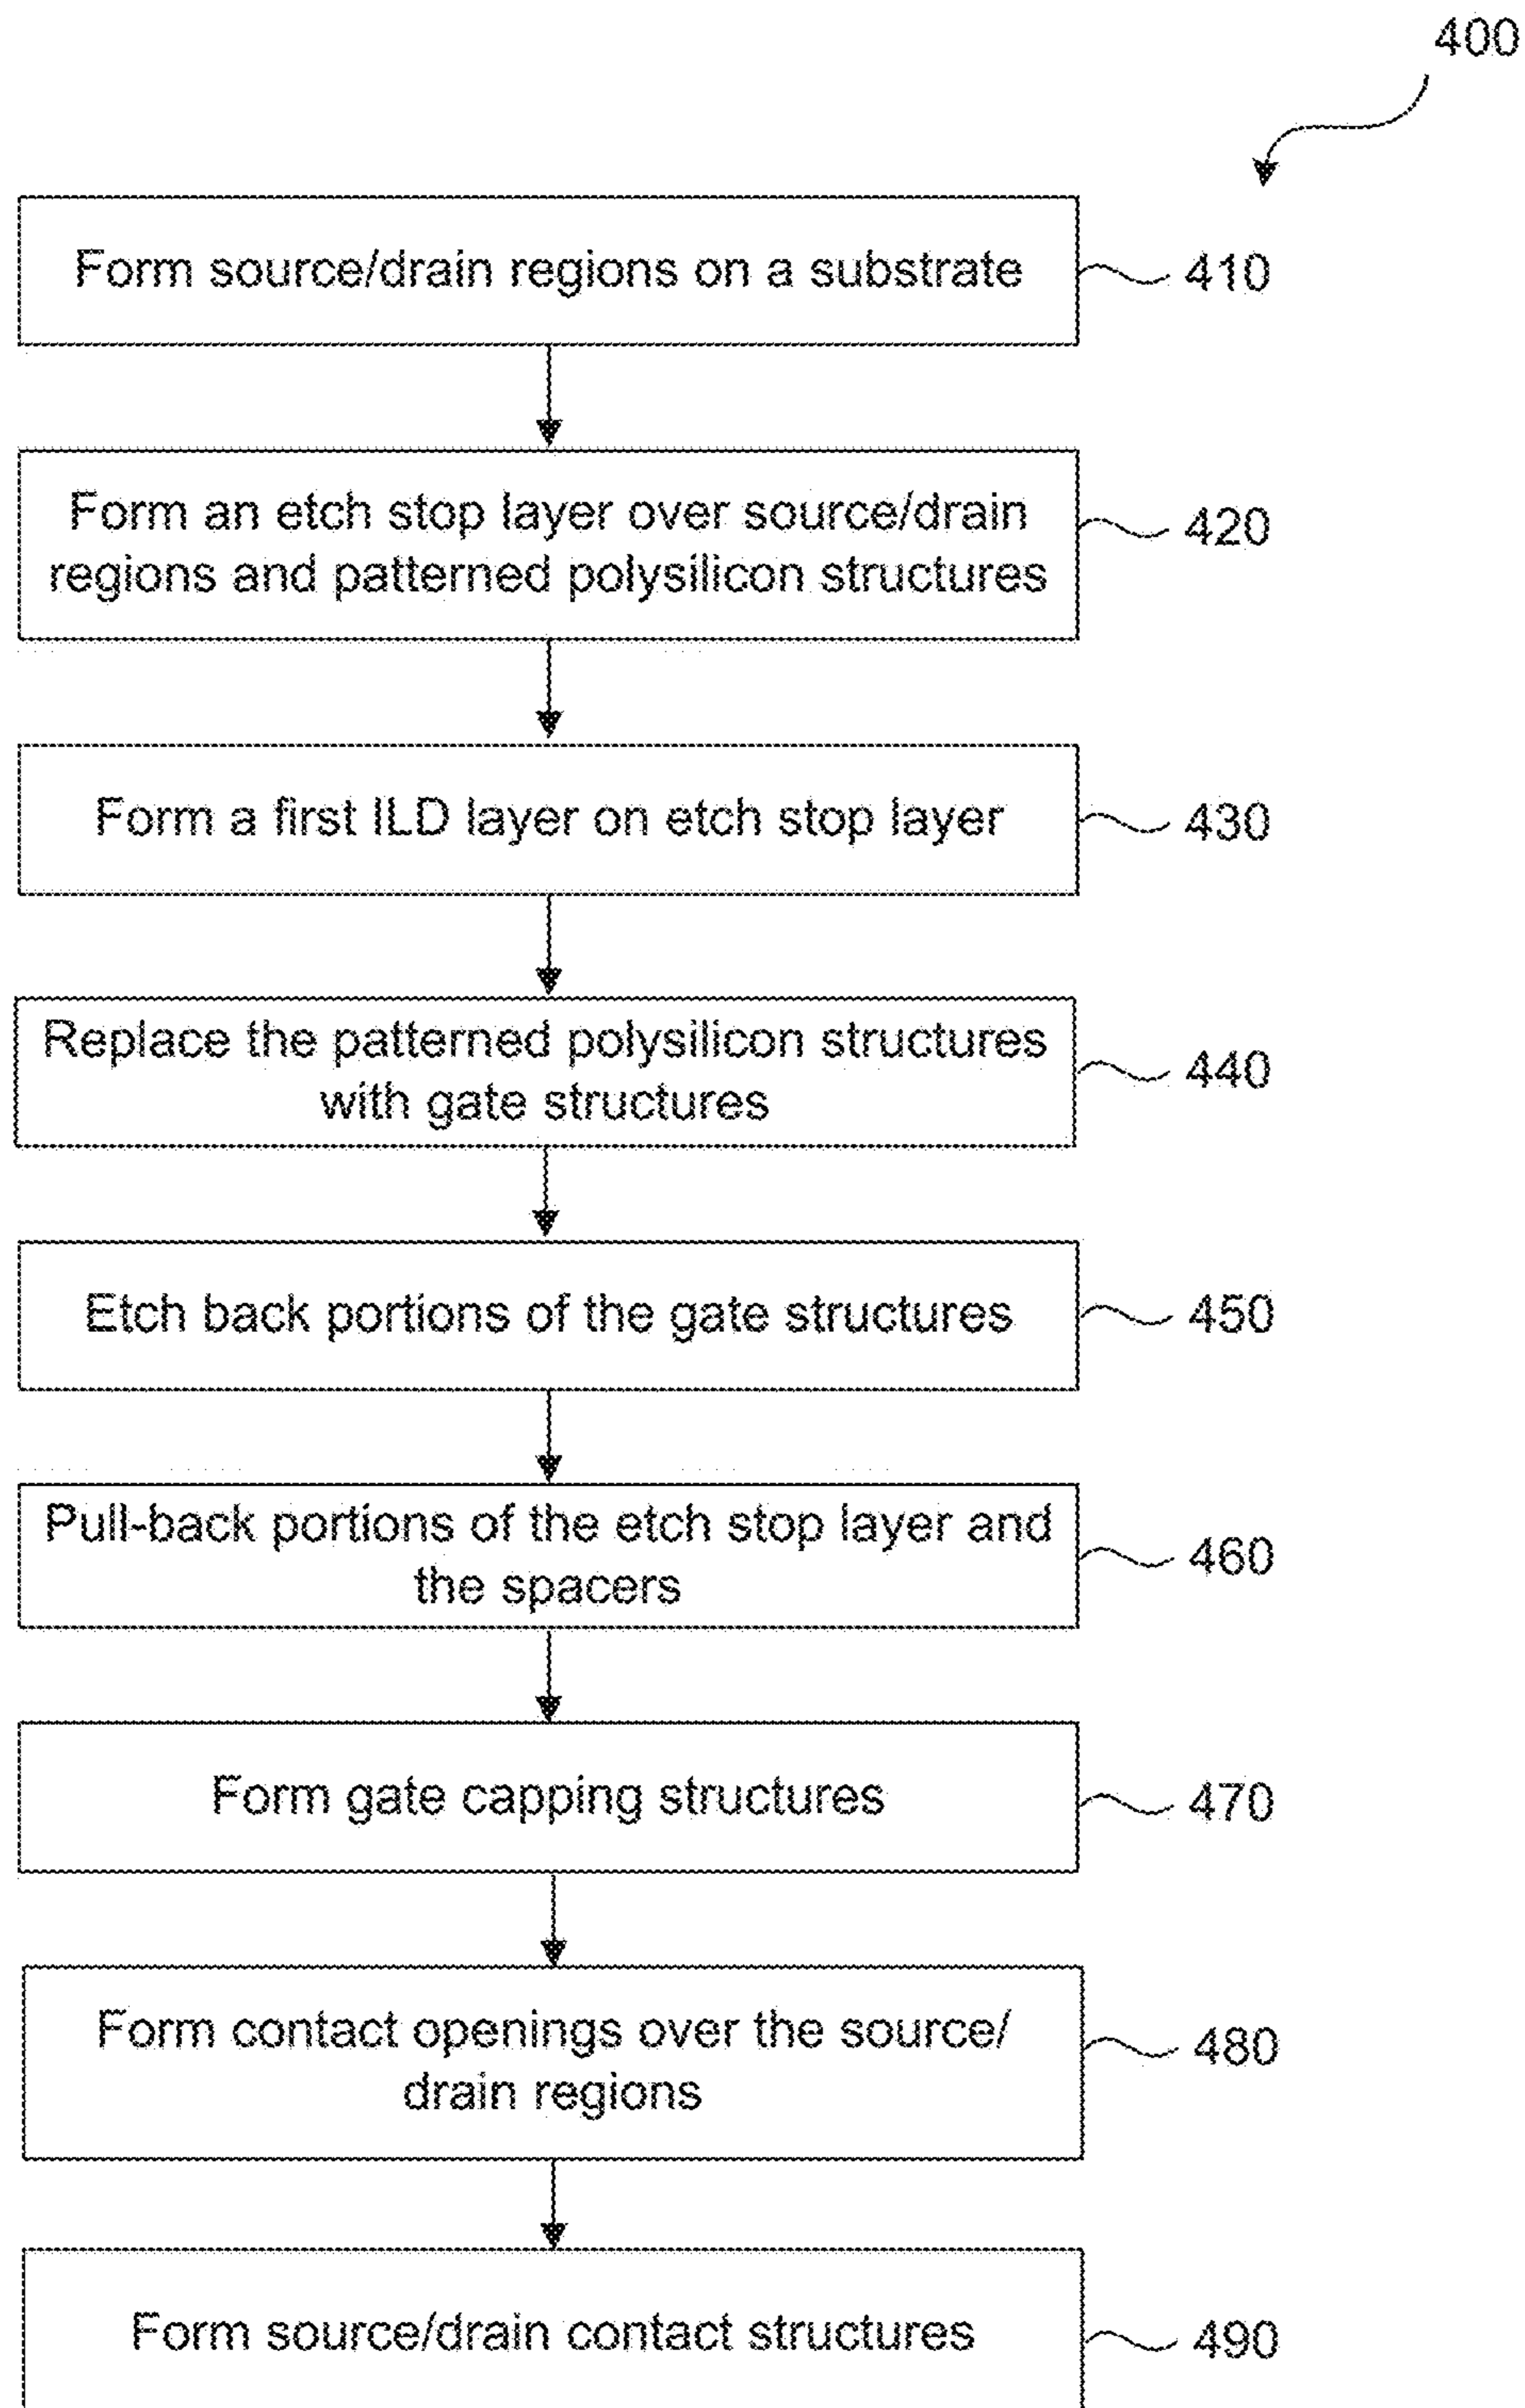 400
Form source/drain regions on a substrate
410
Form an etch stop layer over source/drain
regions and patterned polysilicon structures
420
Form a first ILD layer on etch stop layer
430
Replace the patterned polysilicon structures
with gate structures
440
Etch back portions of the gate structures
450
Pull-back portions of the etch stop layer and
the spacers
460
Form gate capping structures
470
Form contact openings over the source/
drain regions
480
Form source/drain contact structures
490